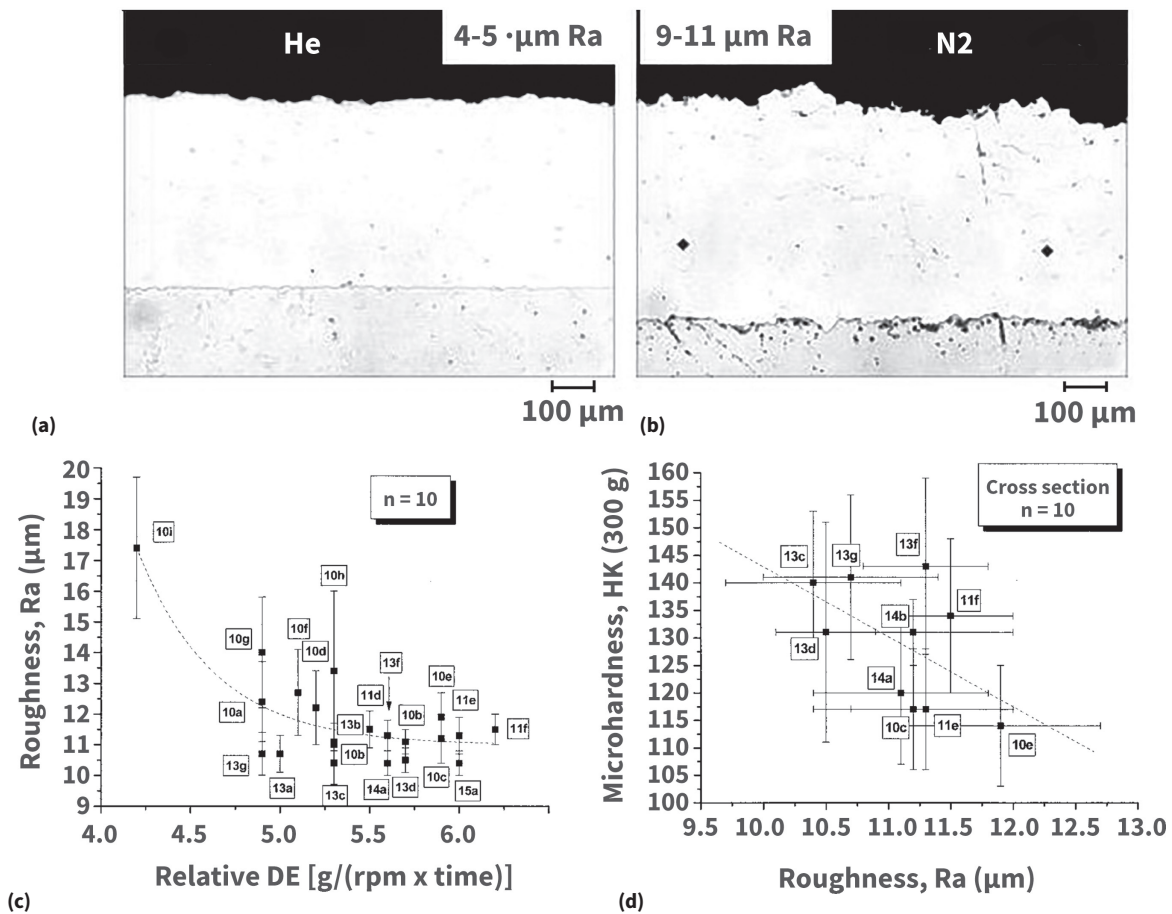 He
4-5 ·µm Ra
9-11 µm Ra
N2
100 µm
100 µm
(a)
(b)
20
19
18
17
16
15
14
13
12
11
10
9
Roughness, Ra (µm)
n = 10
10i
10h
10g
10f
10d
13f
10e
11d
11e
10a
13b
10b
11f
10b
13g
10c
13a
13c
14a
13d
15a
4.0
4.5
5.0
5.5
6.0
6.5
Relative DE [g/(rpm x time)]
(c)
160
155
150
145
140
135
130
125
120
115
110
105
100
Microhardness, HK (300 g)
Cross section
n = 10
13c
13g
13f
11f
14b
13d
14a
10c
11e
10e
9.5
10.0
10.5
11.0
11.5
12.0
12.5
13.0
Roughness, Ra (µm)
(d)